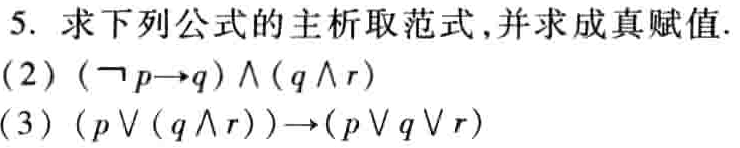 5. 求下列公式的主析取范式,并求成真赋值.
(2) (¬p→q)∧(q∧r)
(3) (p∨(q∧r))→(p∨q∨r)